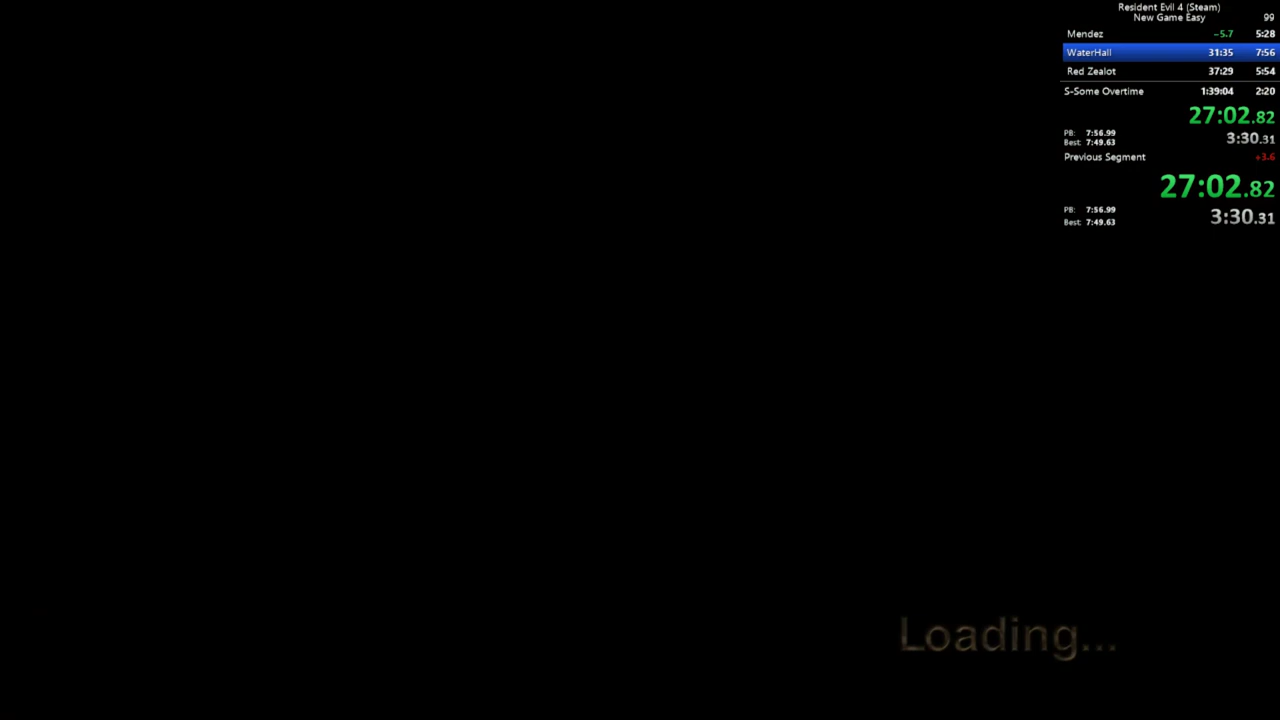 Resident Evil 4 (Steam)
New Game Easy 99
Mendez -5.7 5:28
WaterHall 31:35 7:56
Red Zealot 37:29 5:54
S-Some Overtime 1:39:04 2:20
27:02.82
PB: 7:56.99
Best: 7:49.63
3:30.31
Previous Segment +3.6
27:02.82
PB: 7:56.99
Best: 7:49.63
3:30.31
Loading...